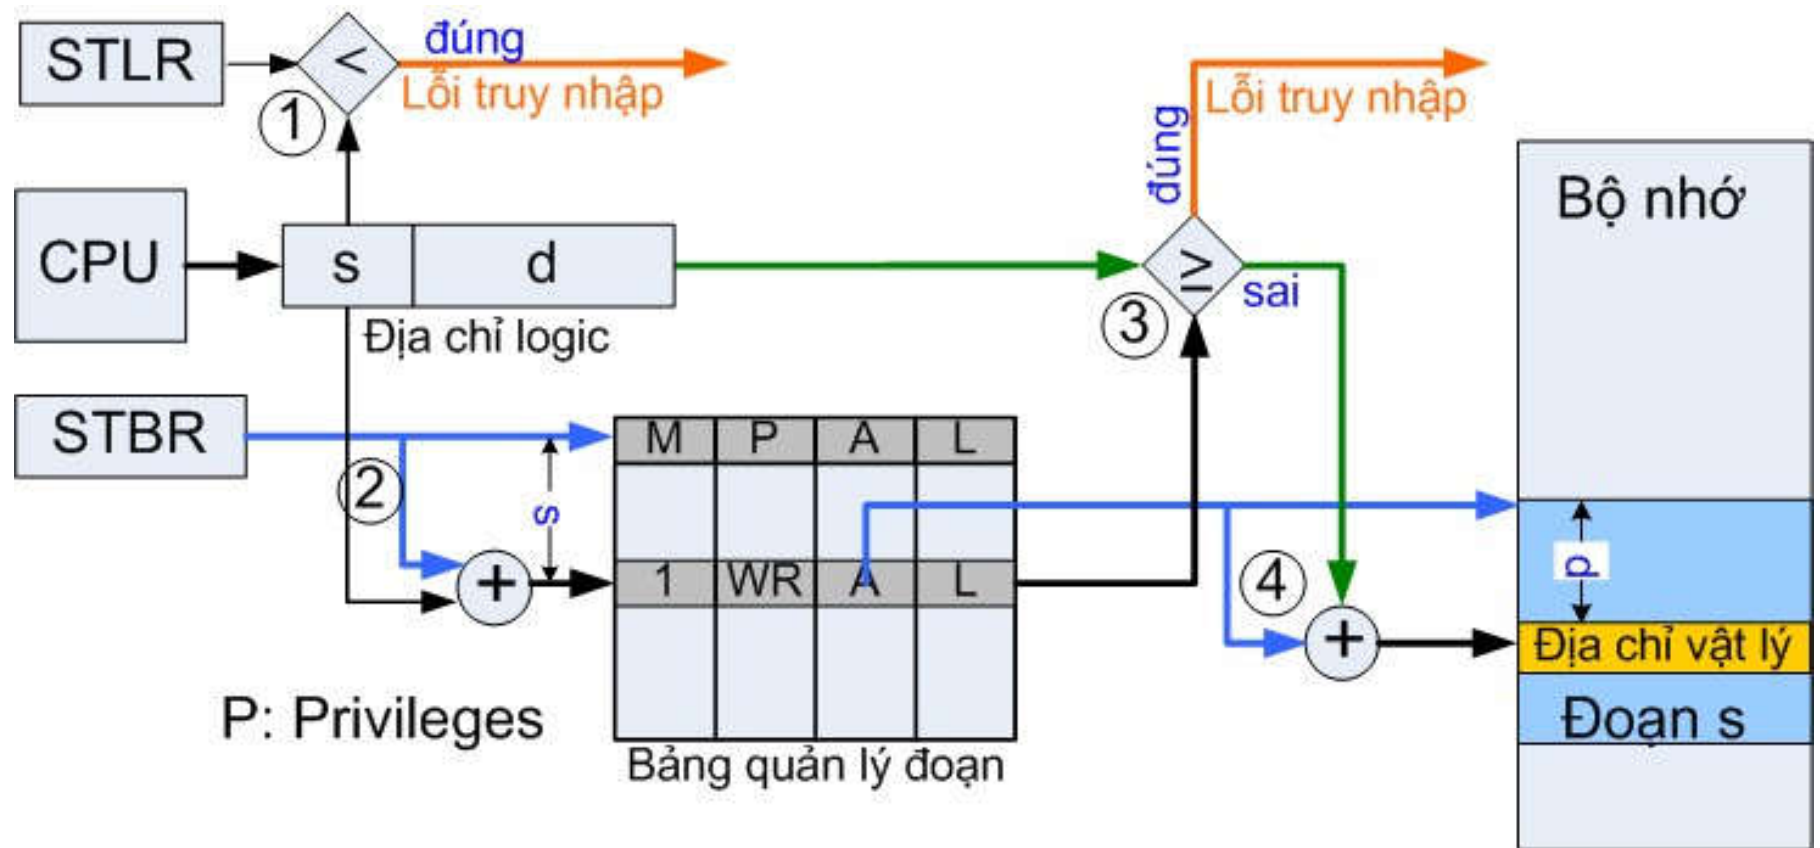 STLR
<
đúng
Lỗi truy nhập
1
CPU
s
d
Địa chỉ logic
đúng
Lỗi truy nhập
≥
sai
3
Bộ nhớ
STBR
2
s
+
M P A L
1 WR A L
Bảng quản lý đoạn
P: Privileges
4
+
d
Địa chỉ vật lý
Đoạn s